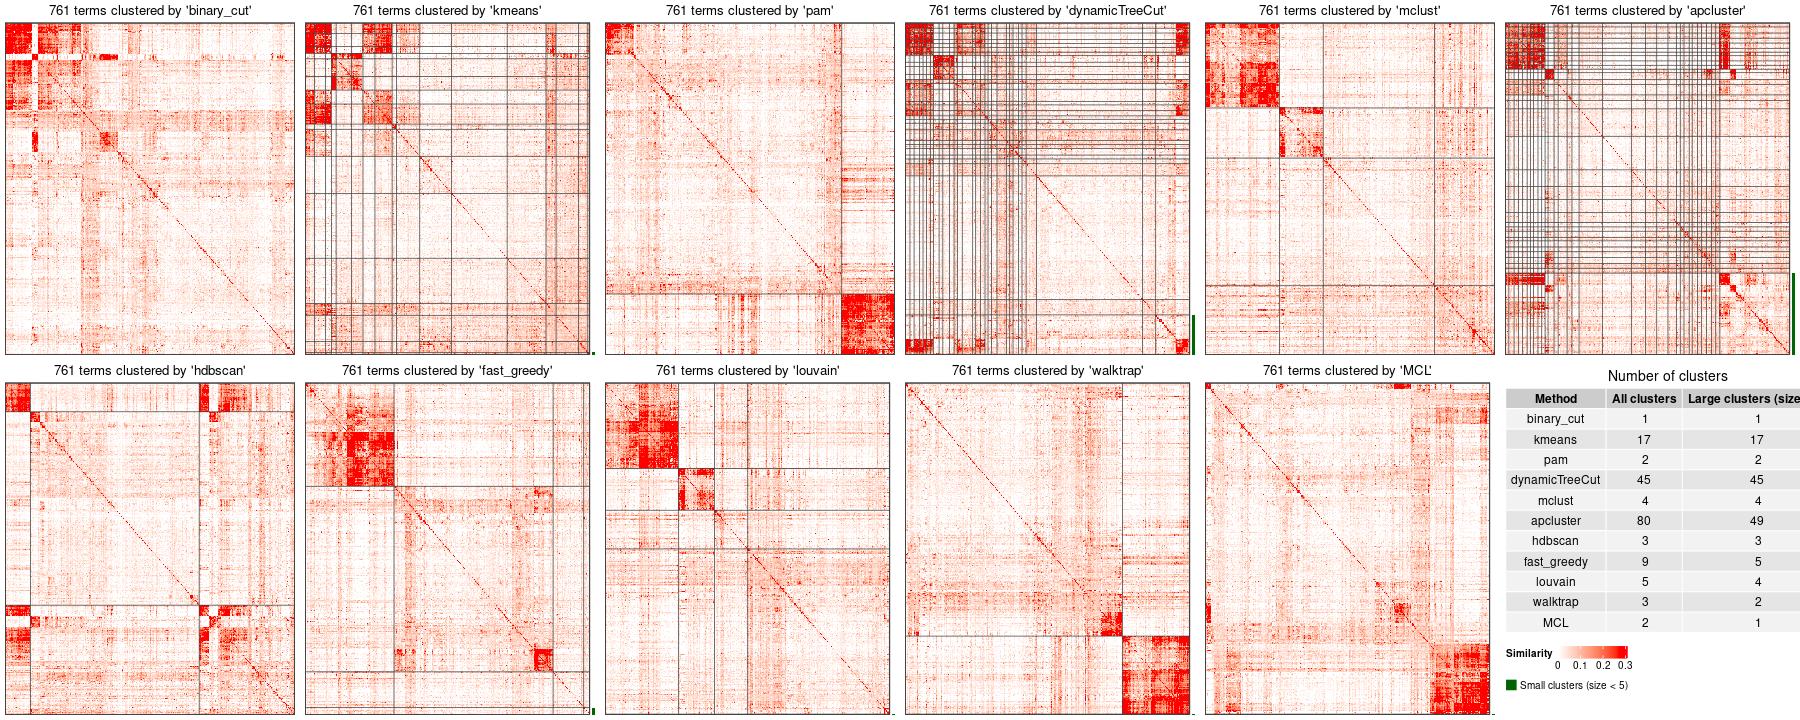 761 terms clustered by 'binary_cut'
761 terms clustered by 'kmeans'
761 terms clustered by 'pam'
761 terms clustered by 'dynamicTreeCut'
761 terms clustered by 'mclust'
761 terms clustered by 'apcluster'
761 terms clustered by 'hdbscan'
761 terms clustered by 'fast_greedy'
761 terms clustered by 'louvain'
761 terms clustered by 'walktrap'
761 terms clustered by 'MCL'
Number of clusters
Method All clusters Large clusters (size
binary_cut 1 1
kmeans 17 17
pam 2 2
dynamicTreeCut 45 45
mclust 4 4
apcluster 80 49
hdbscan 3 3
fast_greedy 9 5
louvain 5 4
walktrap 3 2
MCL 2 1
Similarity
0 0.1 0.2 0.3
Small clusters (size < 5)